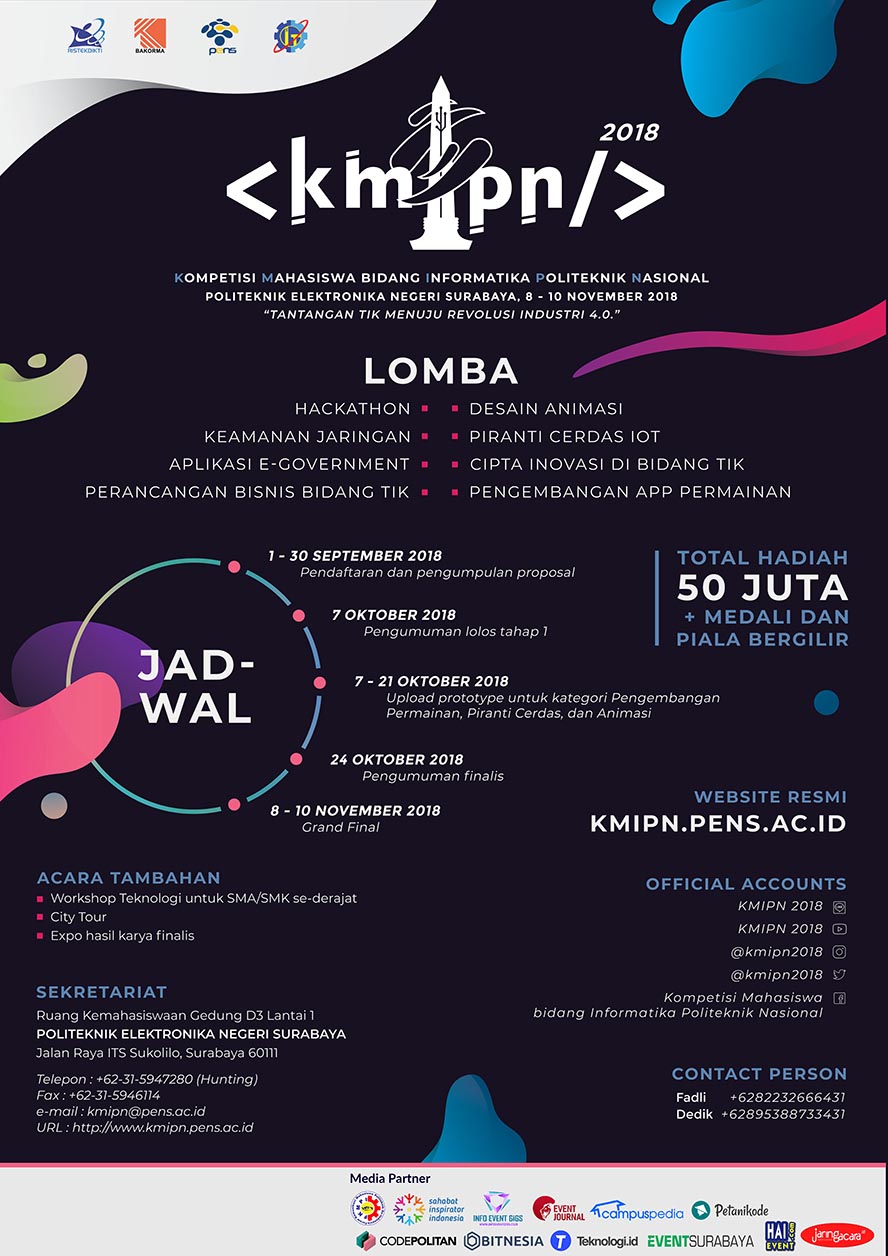 RISTEKDIKTI
BAKORMA
pens
2018
<kmipn/>
KOMPETISI MAHASISWA BIDANG INFORMATIKA POLITEKNIK NASIONAL
POLITEKNIK ELEKTRONIKA NEGERI SURABAYA, 8 - 10 NOVEMBER 2018
“TANTANGAN TIK MENUJU REVOLUSI INDUSTRI 4.0.”
LOMBA
HACKATHON
KEAMANAN JARINGAN
APLIKASI E-GOVERNMENT
PERANCANGAN BISNIS BIDANG TIK
DESAIN ANIMASI
PIRANTI CERDAS IOT
CIPTA INOVASI DI BIDANG TIK
PENGEMBANGAN APP PERMAINAN
JAD-
WAL
1 - 30 SEPTEMBER 2018
Pendaftaran dan pengumpulan proposal
7 OKTOBER 2018
Pengumuman lolos tahap 1
7 - 21 OKTOBER 2018
Upload prototype untuk kategori Pengembangan
Permainan, Piranti Cerdas, dan Animasi
24 OKTOBER 2018
Pengumuman finalis
8 - 10 NOVEMBER 2018
Grand Final
TOTAL HADIAH
50 JUTA
+ MEDALI DAN
PIALA BERGILIR
WEBSITE RESMI
KMIPN.PENS.AC.ID
ACARA TAMBAHAN
Workshop Teknologi untuk SMA/SMK se-derajat
City Tour
Expo hasil karya finalis
OFFICIAL ACCOUNTS
KMIPN 2018
KMIPN 2018
@kmipn2018
@kmipn2018
Kompetisi Mahasiswa
bidang Informatika Politeknik Nasional
SEKRETARIAT
Ruang Kemahasiswaan Gedung D3 Lantai 1
POLITEKNIK ELEKTRONIKA NEGERI SURABAYA
Jalan Raya ITS Sukolilo, Surabaya 60111
Telepon : +62-31-5947280 (Hunting)
Fax : +62-31-5946114
e-mail : kmipn@pens.ac.id
URL : http://www.kmipn.pens.ac.id
CONTACT PERSON
Fadli +6282232666431
Dedik +62895388733431
Media Partner
sahabat
inspirator
indonesia
INFO EVENT GIGS
EVENT
JOURNAL
campuspedia
Petanikode
CODEPOLITAN
BITNESIA
Teknologi.id
EVENTSURABAYA
HAI
EVENT
.com
jaringacara